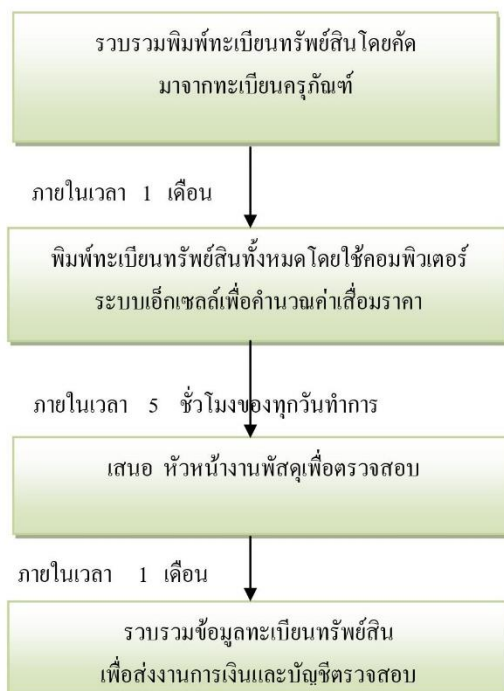 รวบรวมพิมพ์ทะเบียนทรัพย์สินโดยคัด
มาจากทะเบียนครุภัณฑ์
ภายในเวลา 1 เดือน
พิมพ์ทะเบียนทรัพย์สินทั้งหมดโดยใช้คอมพิวเตอร์
ระบบเอ็กเซลล์เพื่อคำนวณค่าเสื่อมราคา
ภายในเวลา 5 ชั่วโมงของทุกวันทำการ
เสนอ หัวหน้างานพัสดุเพื่อตรวจสอบ
ภายในเวลา 1 เดือน
รวบรวมข้อมูลทะเบียนทรัพย์สิน
เพื่อส่งงานการเงินและบัญชีตรวจสอบ